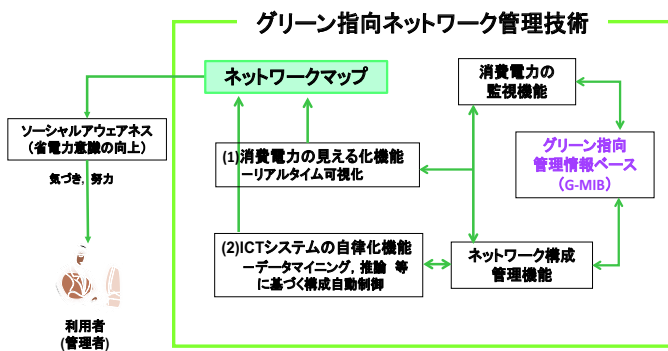 グリーン指向ネットワーク管理技術
ネットワークマップ
消費電力の
監視機能
ソーシャルアウェアネス
(省電力意識の向上)
気づき, 努力
(1)消費電力の見える化機能
ーリアルタイム可視化
グリーン指向
管理情報ベース
(G-MIB)
(2)ICTシステムの自律化機能
ーデータマイニング, 推論 等
に基づく構成自動制御
ネットワーク構成
管理機能
利用者
(管理者)